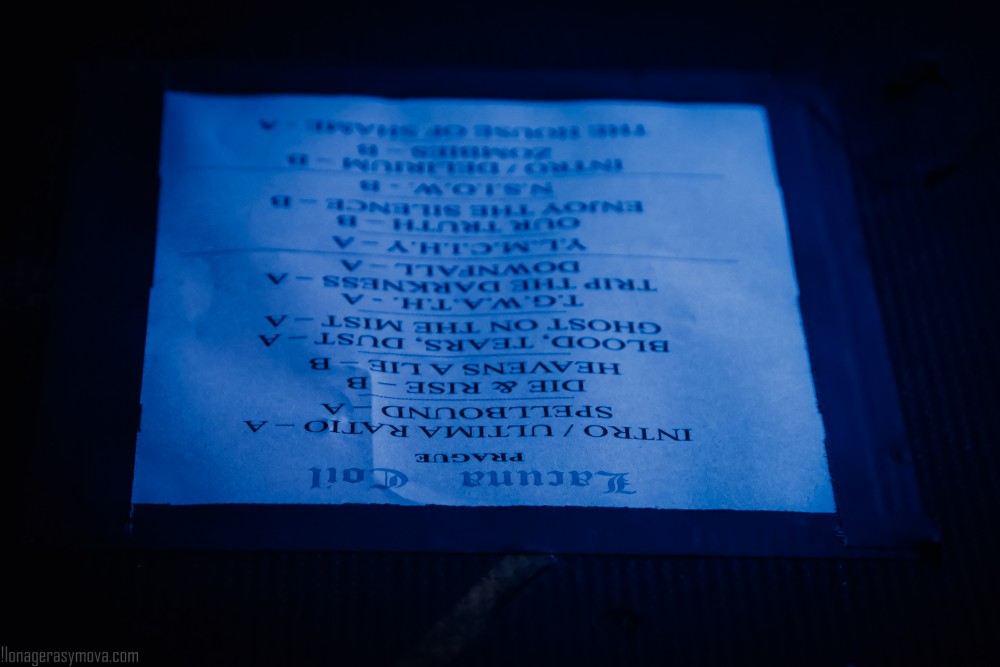 Lacuna Coil
PRAGUE
INTRO / ULTIMA RATIO – A
SPELLBOUND – A
DIE & RISE – B
HEAVENS A LIE – B
BLOOD, TEARS, DUST – A
GHOST ON THE MIST – A
T.G.W.A.T.H. - A
TRIP THE DARKNESS – A
DOWNFALL – A
Y.L.M.C.I.H.Y – A
OUR TRUTH – B
ENJOY THE SILENCE – B
N.S.I.O.W. - B
INTRO / DELIRIUM – B
ZOMBIES – B
THE HOUSE OF SHAME – A
Ilonagerasymova.com